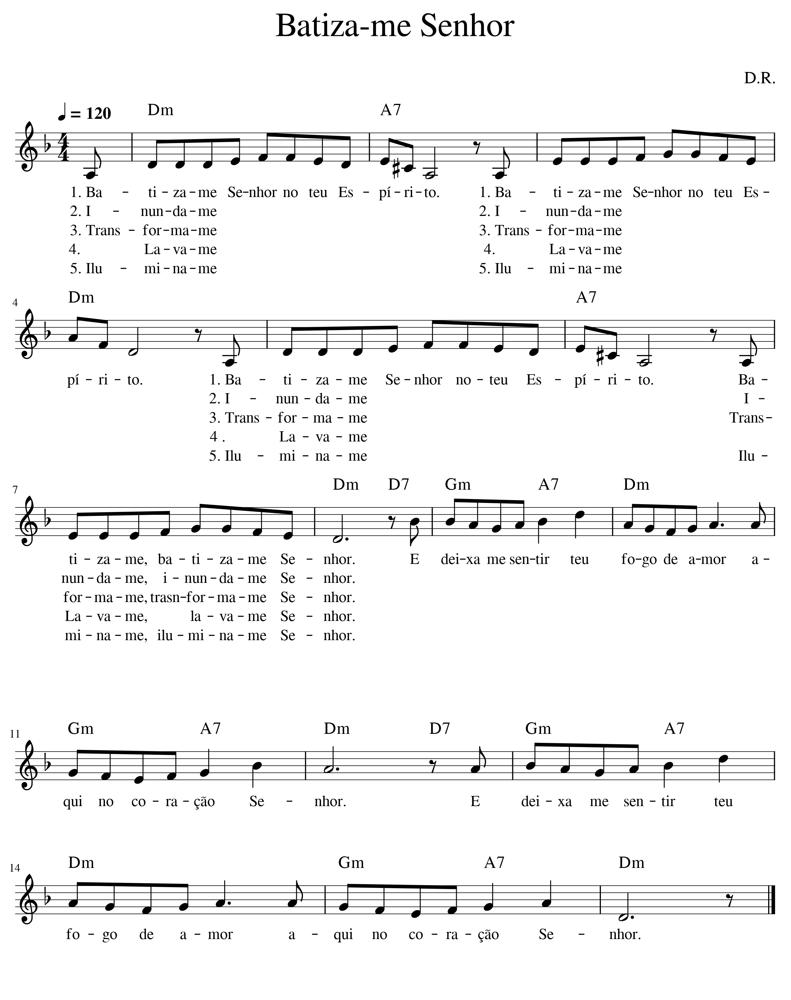 Batiza-me Senhor
D.R.
= 120
Dm A7
1. Ba - ti - za - me Se - nhor no teu Es - pí - ri - to. 1. Ba - ti - za - me Se - nhor no teu Es -
2. I - nun - da - me 2. I - nun - da - me
3. Trans - for - ma - me 3. Trans - for - ma - me
4. La - va - me 4. La - va - me
5. Ilu - mi - na - me 5. Ilu - mi - na - me
4 Dm A7
pí - ri - to. 1. Ba - ti - za - me Se - nhor no - teu Es - pí - ri - to. Ba -
2. I - nun - da - me I -
3. Trans - for - ma - me Trans -
4 . La - va - me
5. Ilu - mi - na - me Ilu -
7 Dm D7 Gm A7 Dm
ti - za - me, ba - ti - za - me Se - nhor. E dei - xa me sen - tir teu fo - go de a - mor a -
nun - da - me, i - nun - da - me Se - nhor.
for - ma - me, trasn - for - ma - me Se - nhor.
La - va - me, la - va - me Se - nhor.
mi - na - me, ilu - mi - na - me Se - nhor.
11 Gm A7 Dm D7 Gm A7
qui no co - ra - ção Se - nhor. E dei - xa me sen - tir teu
14 Dm Gm A7 Dm
fo - go de a - mor a - qui no co - ra - ção Se - nhor.